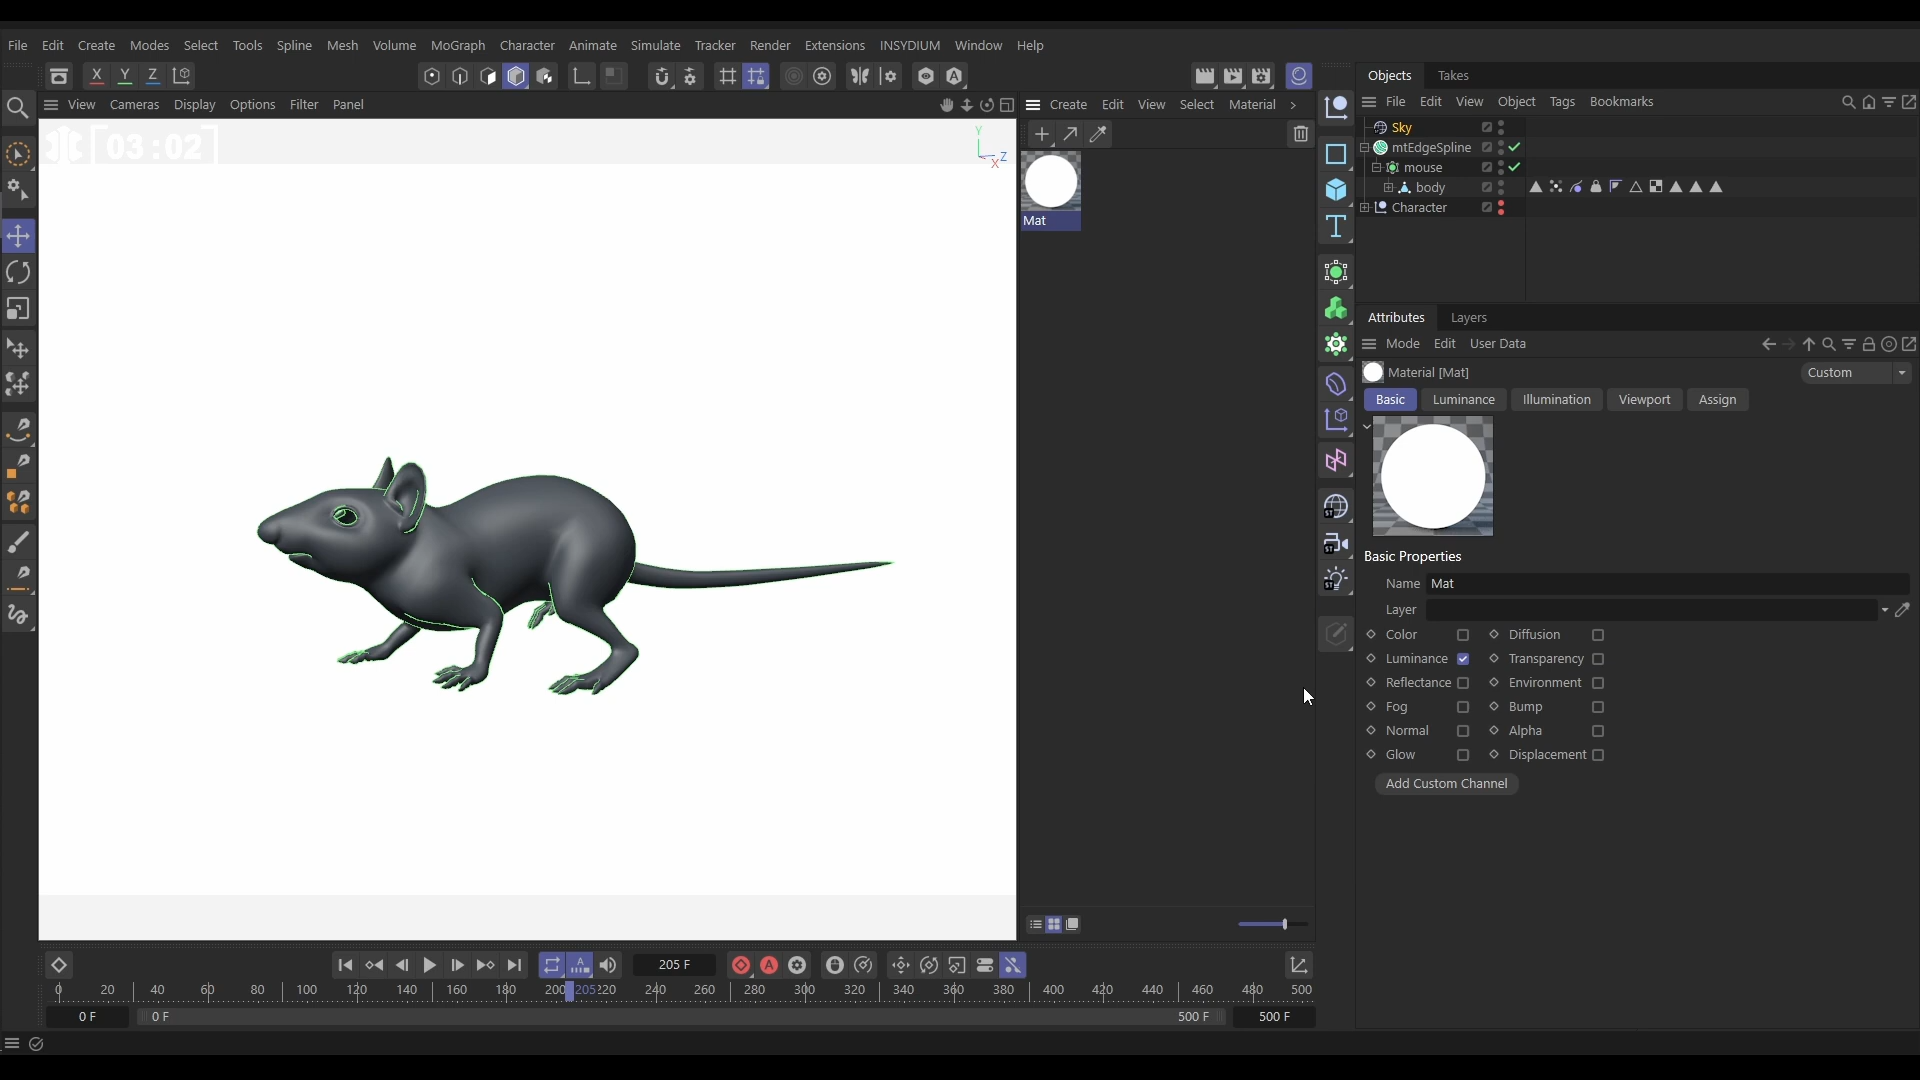 File Edit Create Modes Select Tools Spline Mesh Volume MoGraph Character Animate Simulate Tracker Render Extensions INSYDIUM Window Help
X Y Z
Objects Takes
View Cameras Display Options Filter Panel
Create Edit View Select Material
File Edit View Object Tags Bookmarks
[03:02]
Y
Z
X
Mat
Sky
mtEdgeSpline
mouse
body
Character
Attributes Layers
Mode Edit User Data
Material [Mat] Custom
Basic Luminance Illumination Viewport Assign
Basic Properties
Name Mat
Layer
Color Diffusion
Luminance Transparency
Reflectance Environment
Fog Bump
Normal Alpha
Glow Displacement
Add Custom Channel
ST
ST
ST
A
A
205 F
A
0 20 40 60 80 100 120 140 160 180 200 205 220 240 260 280 300 320 340 360 380 400 420 440 460 480 500
0 F 0 F 500 F 500 F